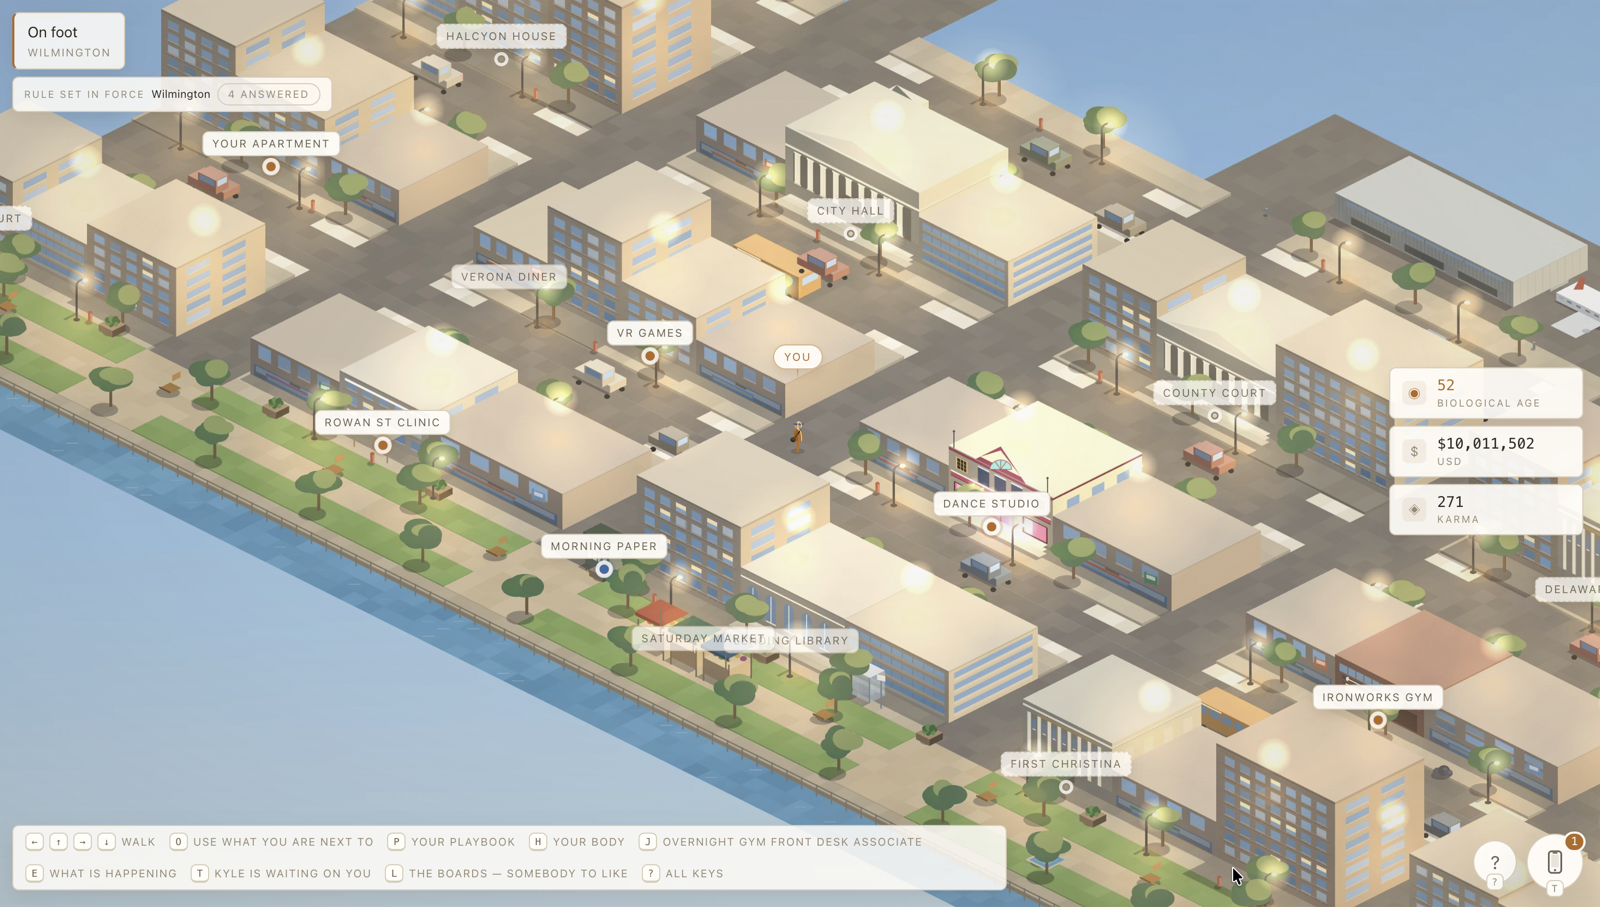 On foot
WILMINGTON
RULE SET IN FORCE Wilmington 4 ANSWERED
HALCYON HOUSE
YOUR APARTMENT
CITY HALL
VERONA DINER
VR GAMES
YOU
COUNTY COURT
52
BIOLOGICAL AGE
$ $10,011,502
USD
271
KARMA
ROWAN ST CLINIC
DANCE STUDIO
MORNING PAPER
SATURDAY MARKET
LIBRARY
IRONWORKS GYM
FIRST CHRISTINA
← ↑ → ↓ WALK O USE WHAT YOU ARE NEXT TO P YOUR PLAYBOOK H YOUR BODY J OVERNIGHT GYM FRONT DESK ASSOCIATE
E WHAT IS HAPPENING T KYLE IS WAITING ON YOU L THE BOARDS — SOMEBODY TO LIKE ? ALL KEYS
?
?
1
T